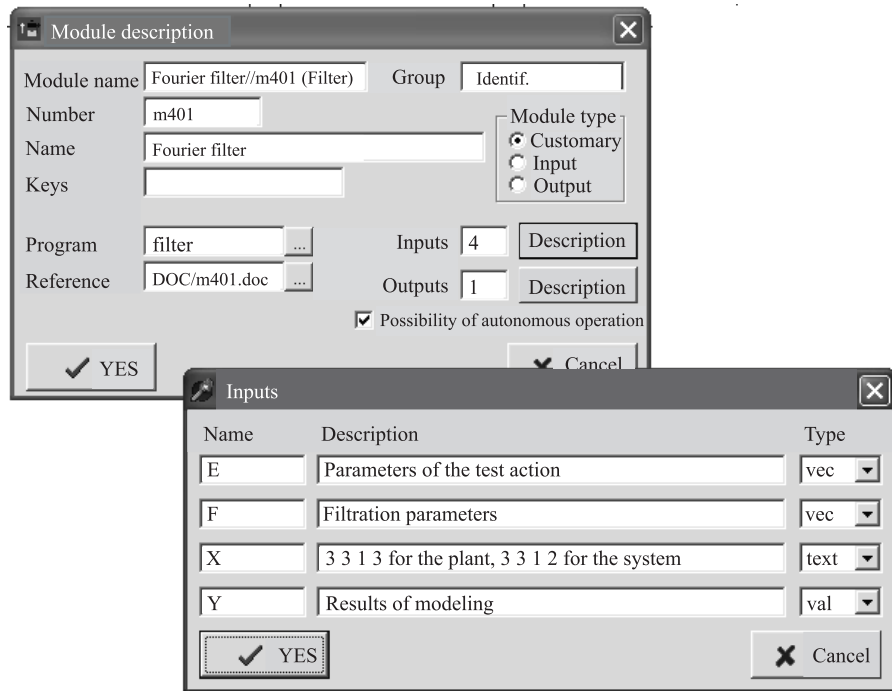 Module description
Module name Fourier filter//m401 (Filter) Group Identif.
Number m401
Module type
Name Fourier filter
Customary
Input
Keys
Output
Program filter ... Inputs 4 Description
Reference DOC/m401.doc ... Outputs 1 Description
Possibility of autonomous operation
YES Cancel
Inputs
Name Description Type
E Parameters of the test action vec
F Filtration parameters vec
X 3 3 1 3 for the plant, 3 3 1 2 for the system text
Y Results of modeling val
YES Cancel